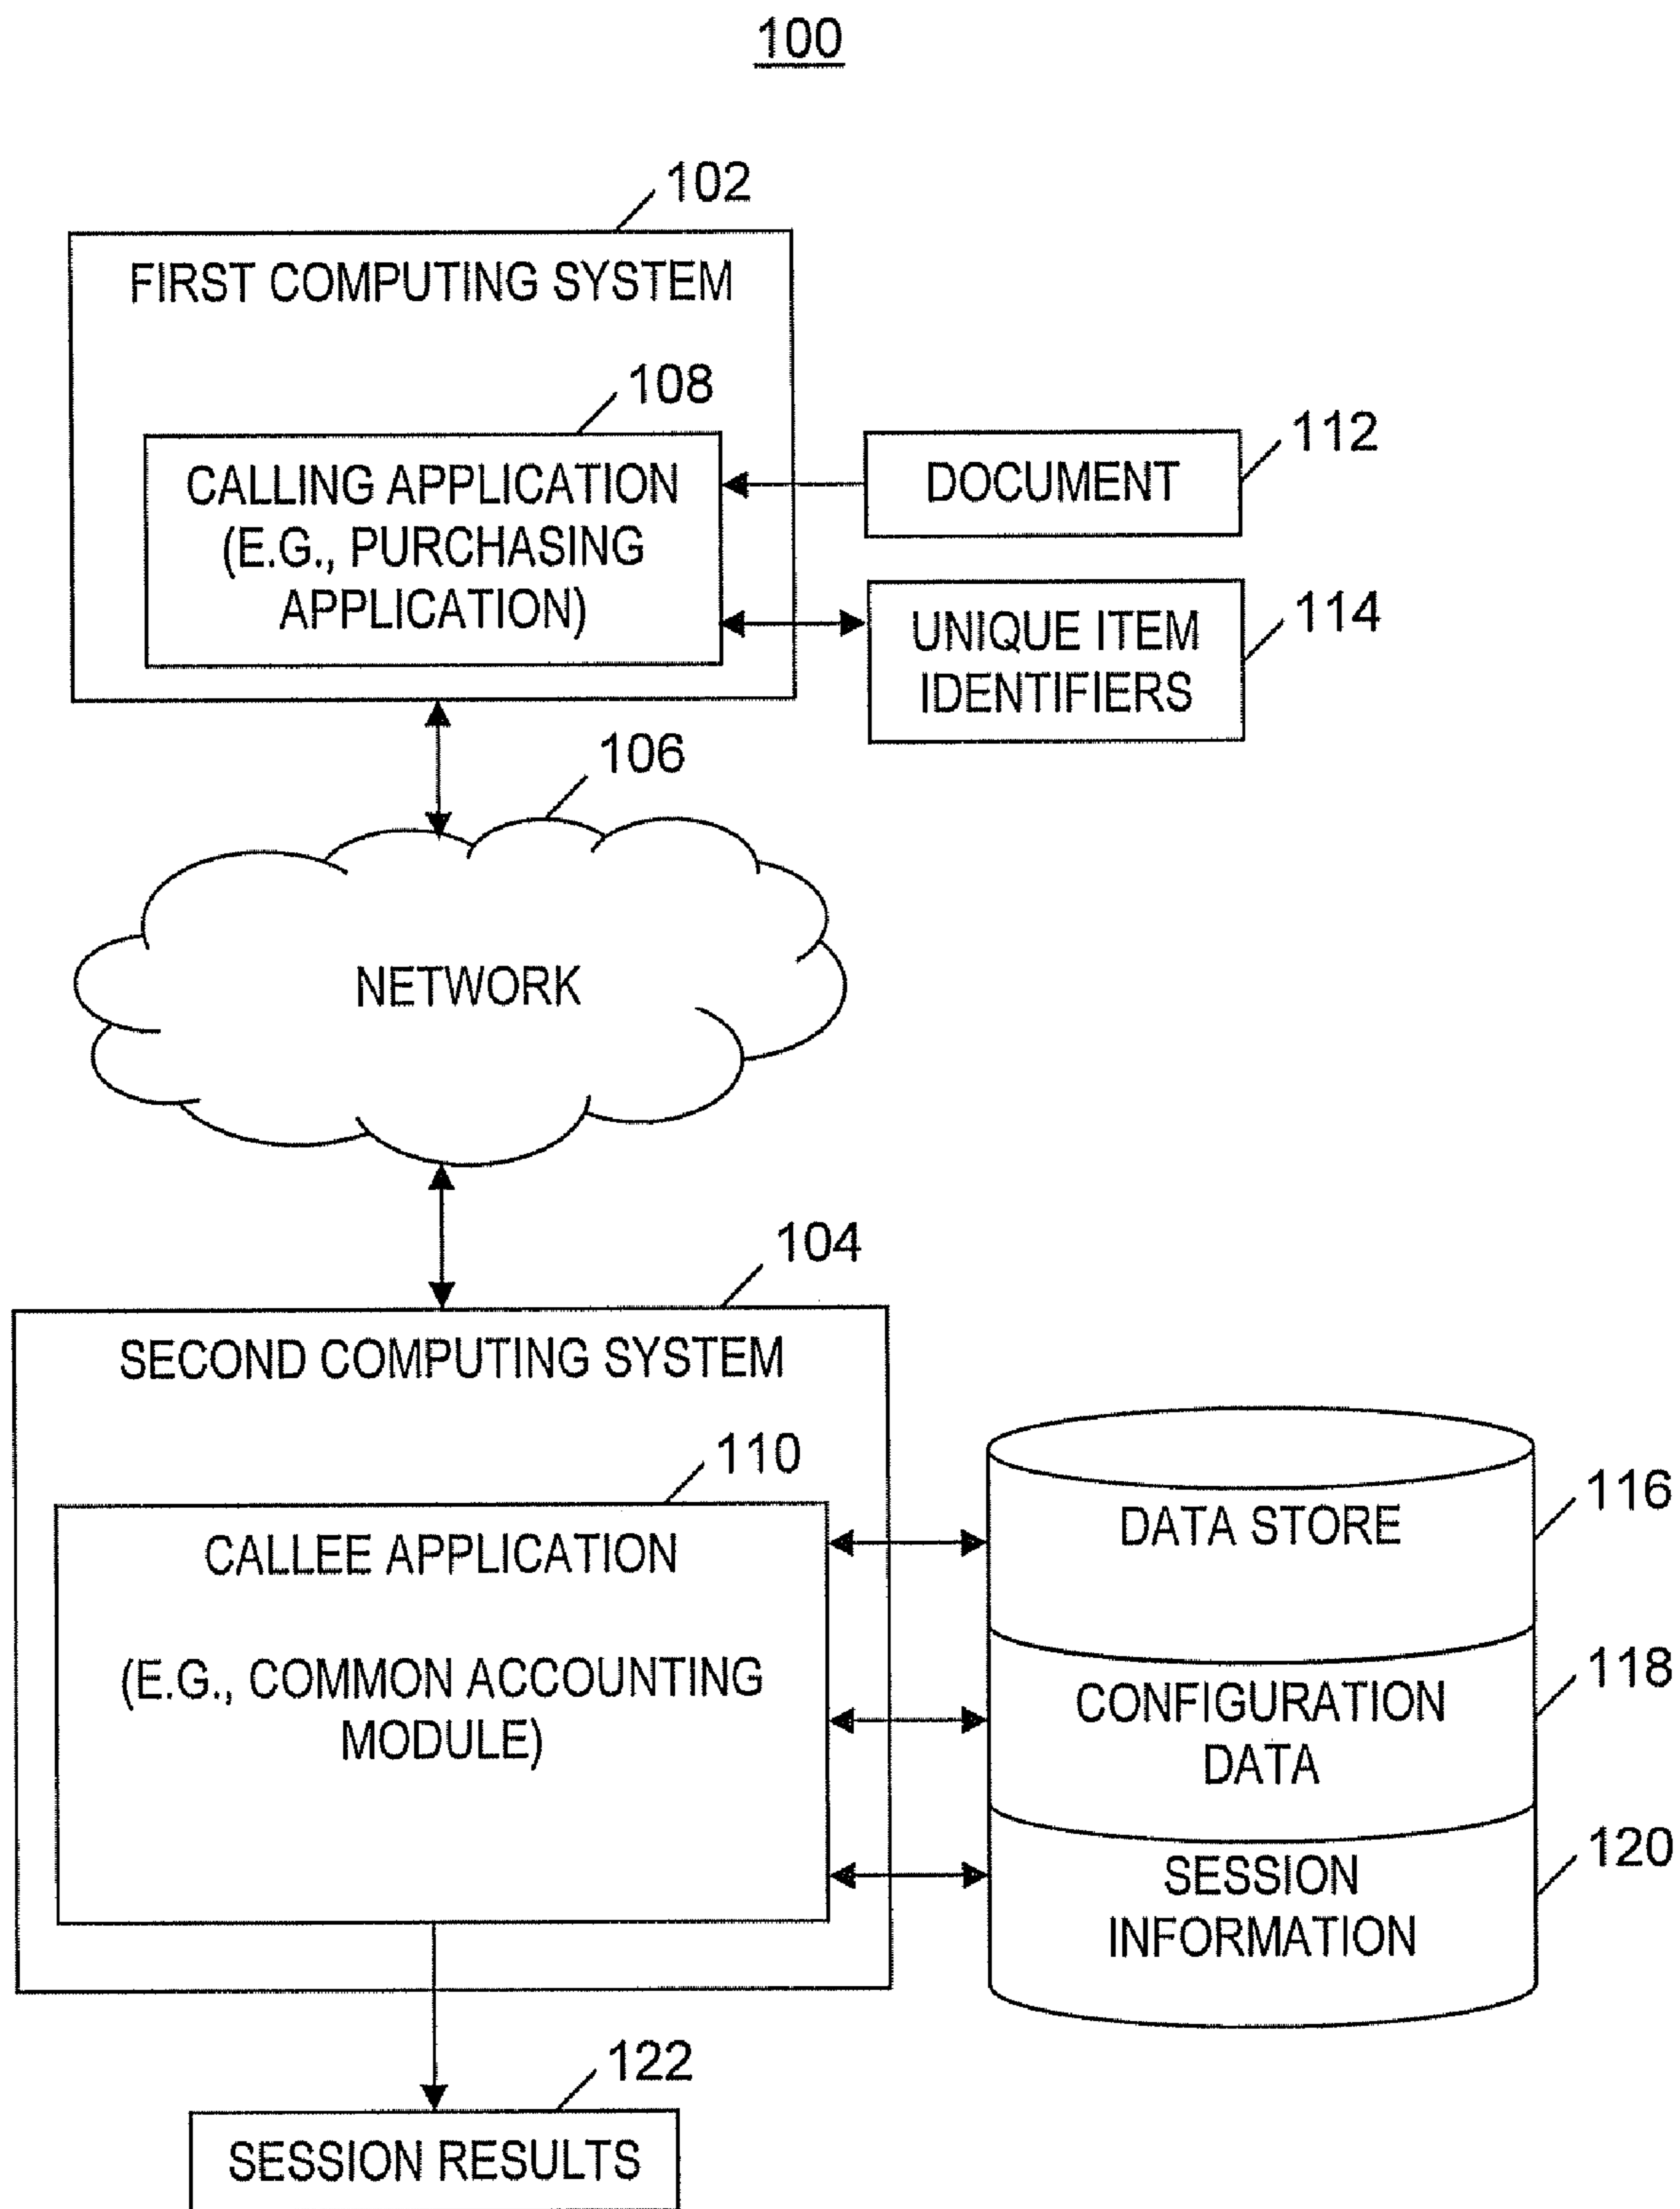 100
102
FIRST COMPUTING SYSTEM
108
CALLING APPLICATION
(E.G., PURCHASING
APPLICATION)
112
DOCUMENT
114
UNIQUE ITEM
IDENTIFIERS
106
NETWORK
104
SECOND COMPUTING SYSTEM
110
CALLEE APPLICATION
(E.G., COMMON ACCOUNTING
MODULE)
116
DATA STORE
118
CONFIGURATION
DATA
120
SESSION
INFORMATION
122
SESSION RESULTS